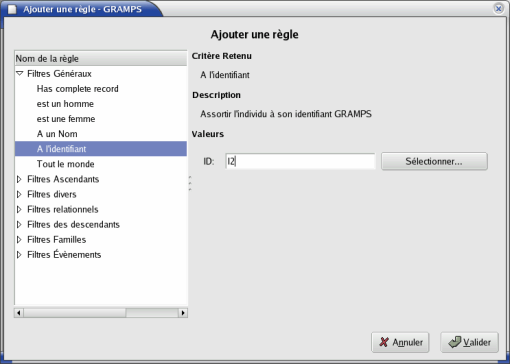 Ajouter une règle - GRAMPS
Ajouter une règle
Nom de la règle
Filtres Généraux
Has complete record
est un homme
est une femme
A un Nom
A l'identifiant
Tout le monde
Filtres Ascendants
Filtres divers
Filtres relationnels
Filtres des descendants
Filtres Familles
Filtres Évènements
Critère Retenu
A l'identifiant
Description
Assortir l'individu à son identifiant GRAMPS
Valeurs
ID: I2 Sélectionner...
Annuler Valider